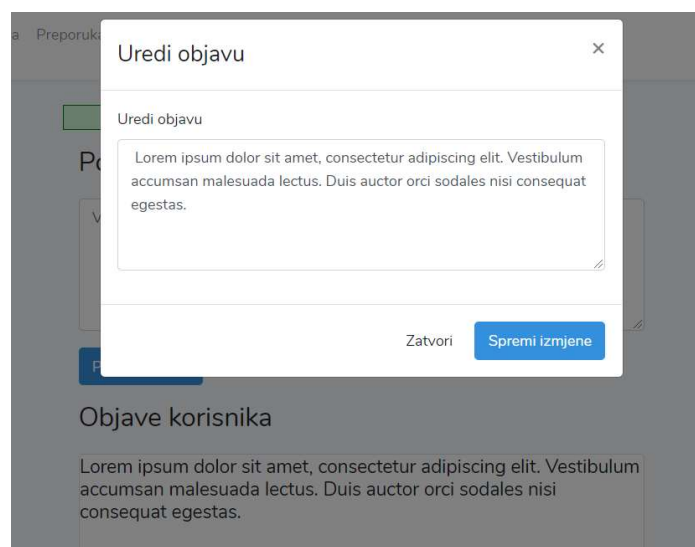 Uredi objavu
×
Uredi objavu
Lorem ipsum dolor sit amet, consectetur adipiscing elit. Vestibulum
accumsan malesuada lectus. Duis auctor orci sodales nisi consequat
egestas.
Zatvori
Spremi izmjene
Objave korisnika
Lorem ipsum dolor sit amet, consectetur adipiscing elit. Vestibulum
accumsan malesuada lectus. Duis auctor orci sodales nisi
consequat egestas.